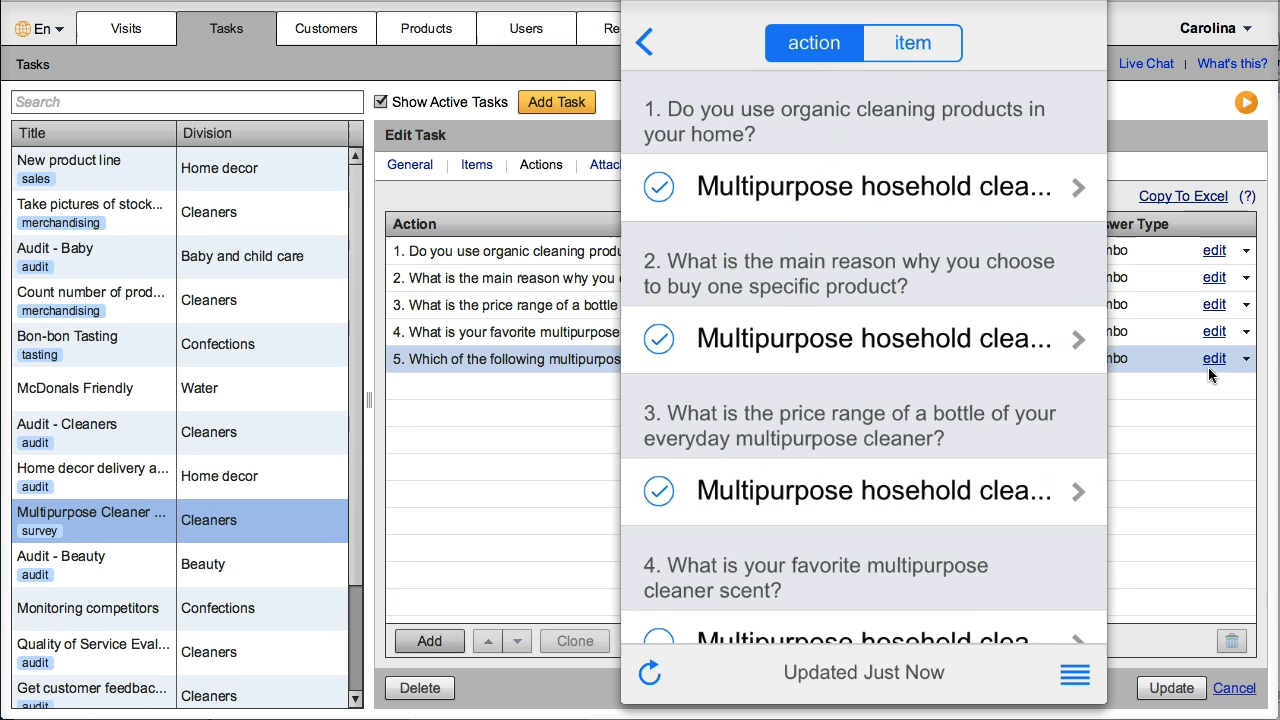 En
Visits
Tasks
Customers
Products
Users
Re
Carolina
Tasks
Live Chat
What's this?
Search
Show Active Tasks
Add Task
Title
Division
New product line
sales
Home decor
Take pictures of stock...
merchandising
Cleaners
Audit - Baby
audit
Baby and child care
Count number of prod...
merchandising
Cleaners
Bon-bon Tasting
tasting
Confections
McDonals Friendly
Water
Audit - Cleaners
audit
Cleaners
Home decor delivery a...
audit
Home decor
Multipurpose Cleaner ...
survey
Cleaners
Audit - Beauty
audit
Beauty
Monitoring competitors
Confections
Quality of Service Eval...
audit
Cleaners
Get customer feedbac...
audit
Cleaners
Edit Task
General
Items
Actions
Attac
Copy To Excel
(?)
Action
wer Type
1. Do you use organic cleaning produ
mbo
edit
2. What is the main reason why you
mbo
edit
3. What is the price range of a bottle
mbo
edit
4. What is your favorite multipurpose
mbo
edit
5. Which of the following multipurpos
mbo
edit
Add
Clone
Delete
Update
Cancel
action
item
1. Do you use organic cleaning products in
your home?
Multipurpose hosehold clea...
2. What is the main reason why you choose
to buy one specific product?
Multipurpose hosehold clea...
3. What is the price range of a bottle of your
everyday multipurpose cleaner?
Multipurpose hosehold clea...
4. What is your favorite multipurpose
cleaner scent?
Multipurpose hosehold clea
Updated Just Now